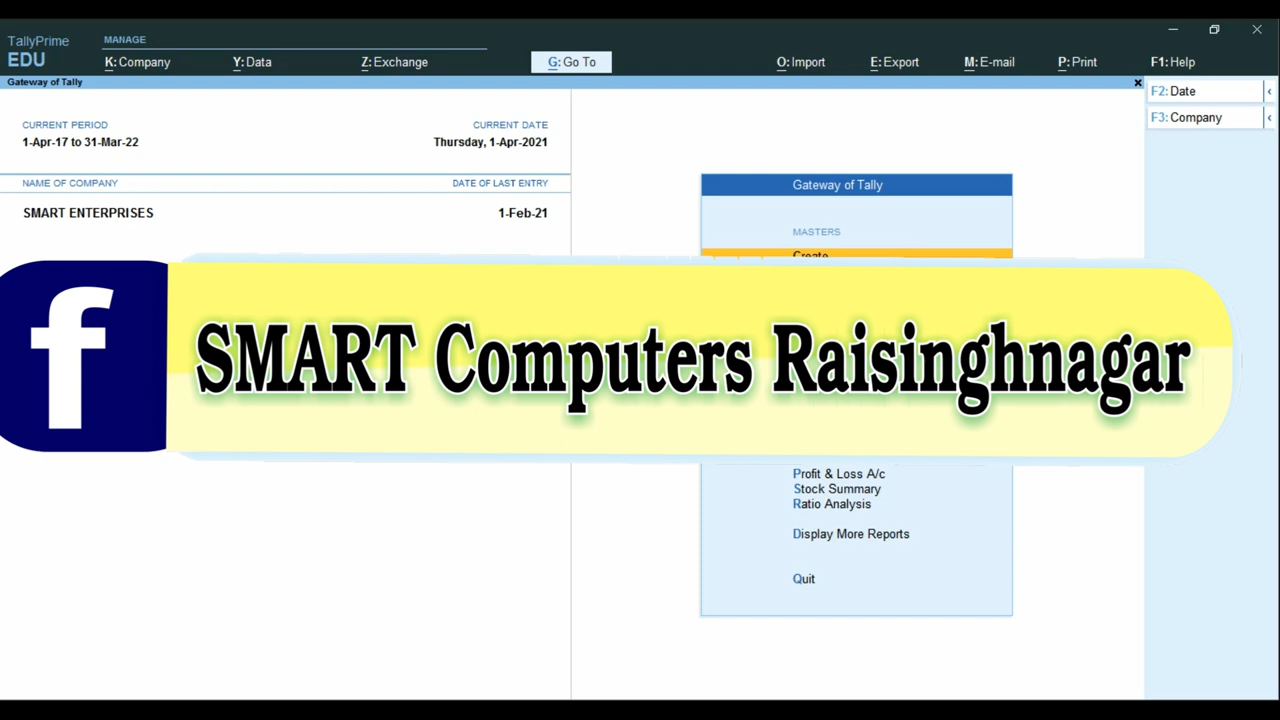 TallyPrime
EDU
MANAGE
K: Company
Y: Data
Z: Exchange
G: Go To
O: Import
E: Export
M: E-mail
P: Print
F1: Help
Gateway of Tally
F2: Date
F3: Company
CURRENT PERIOD
CURRENT DATE
1-Apr-17 to 31-Mar-22
Thursday, 1-Apr-2021
NAME OF COMPANY
DATE OF LAST ENTRY
SMART ENTERPRISES
1-Feb-21
Gateway of Tally
MASTERS
Create
f SMART Computers Raisinghnagar
Profit & Loss A/c
Stock Summary
Ratio Analysis
Display More Reports
Quit